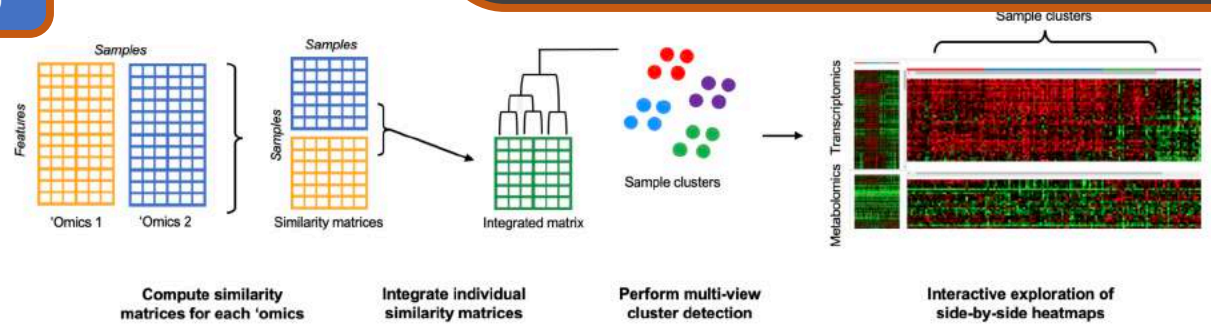 Samples
Features
'Omics 1
'Omics 2
Samples
Samples
Similarity matrices
Integrated matrix
Sample clusters
Sample clusters
Transcriptomics
Metabolomics
Compute similarity
matrices for each 'omics
Integrate individual
similarity matrices
Perform multi-view
cluster detection
Interactive exploration of
side-by-side heatmaps